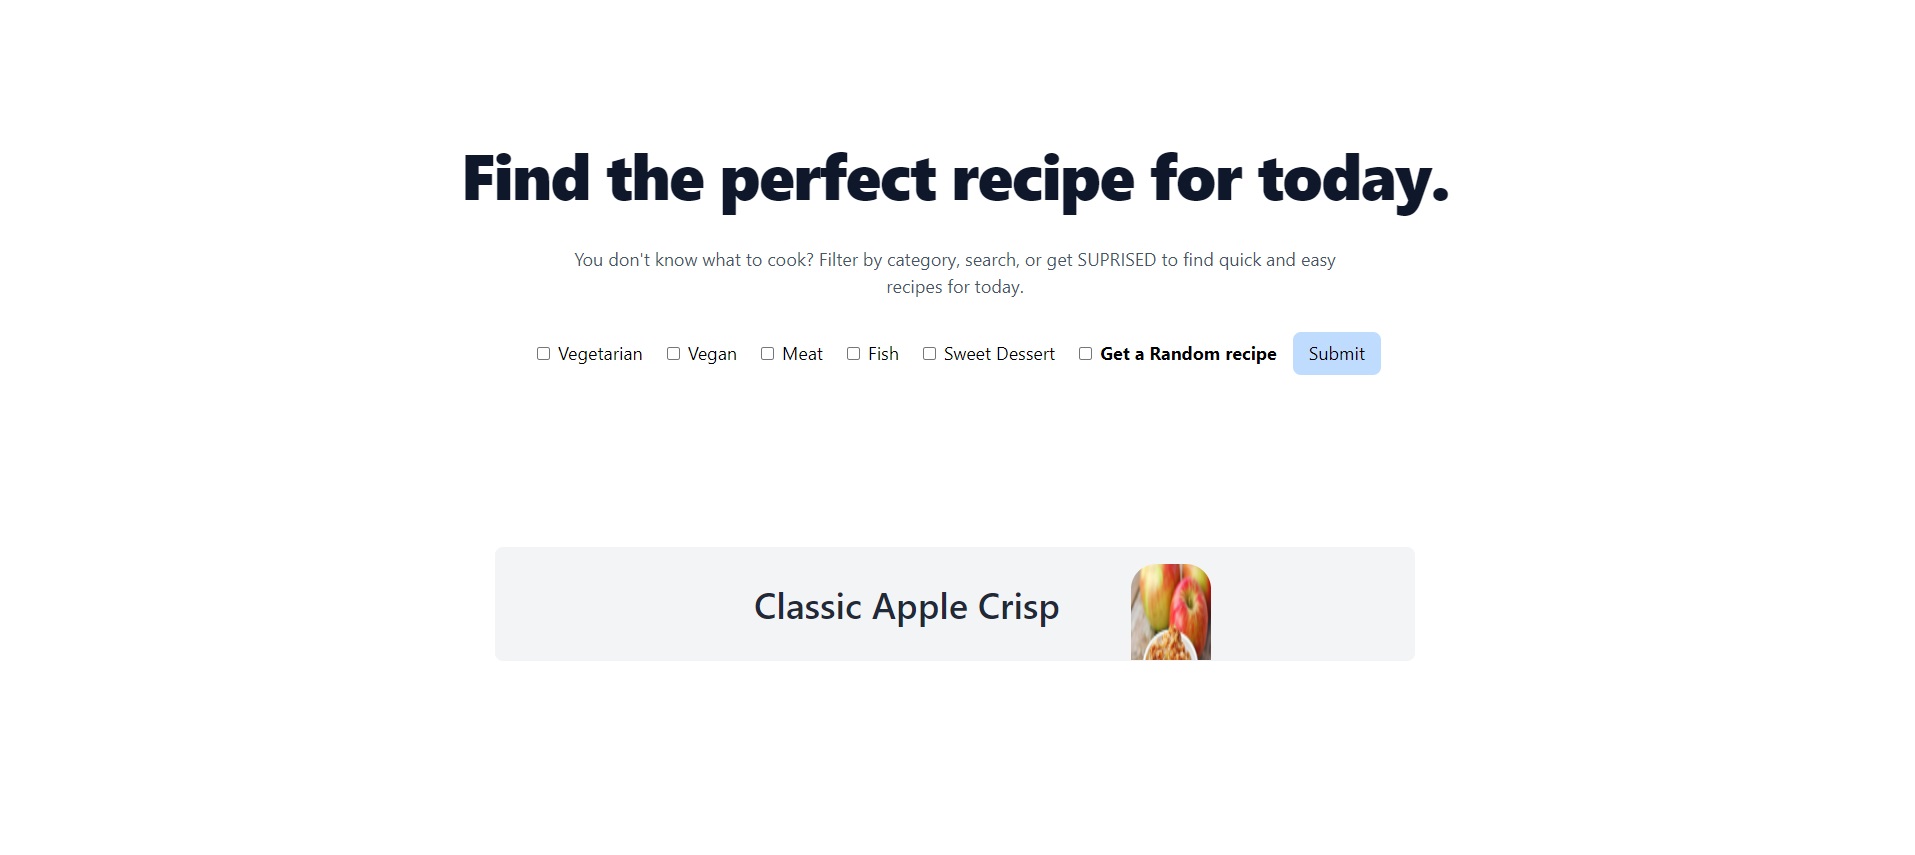 Find the perfect recipe for today.
You don't know what to cook? Filter by category, search, or get SUPRISED to find quick and easy
recipes for today.
Vegetarian Vegan Meat Fish Sweet Dessert Get a Random recipe Submit
Classic Apple Crisp